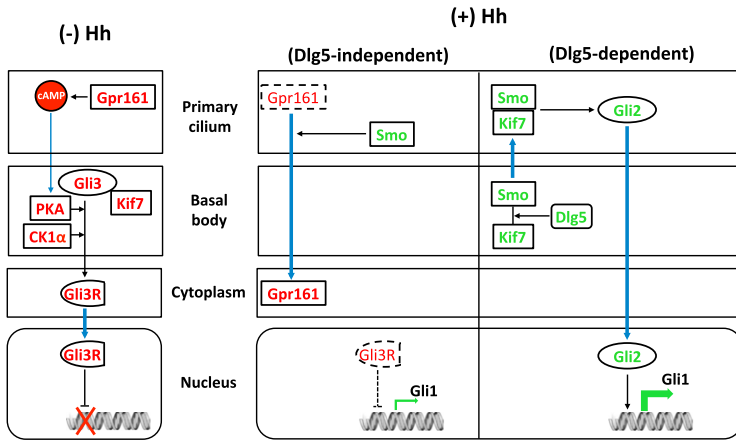 (-) Hh
(+) Hh
(Dlg5-independent)
(Dlg5-dependent)
cAMP
Gpr161
Primary
cilium
Gpr161
Smo
Smo
Kif7
Gli2
Gli3
PKA
Kif7
CK1α
Basal
body
Smo
Dlg5
Kif7
Gli3R
Cytoplasm
Gpr161
Gli3R
Nucleus
Gli3R
Gli1
Gli2
Gli1